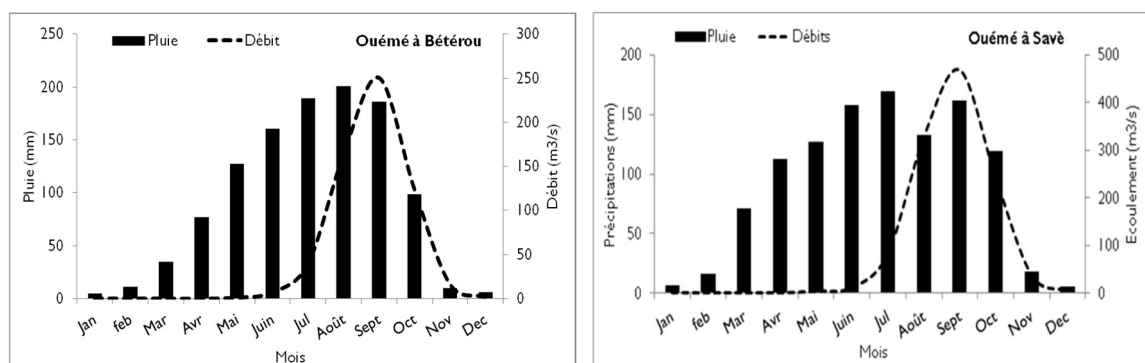 Pluie Débit Ouémé à Bétérou
Pluie (mm)
250
200
150
100
50
0
Débit (m3/s)
300
250
200
150
100
50
0
Jan feb Mar Avr Mai Juin Jul Août Sept Oct Nov Dec
Mois
Pluie Débits Ouémé à Savè
Précipitations (mm)
200
150
100
50
0
Ecoulement (m3/s)
500
400
300
200
100
0
Jan feb Mar Avr Mai Juin Jul Août Sept Oct Nov Dec
Mois